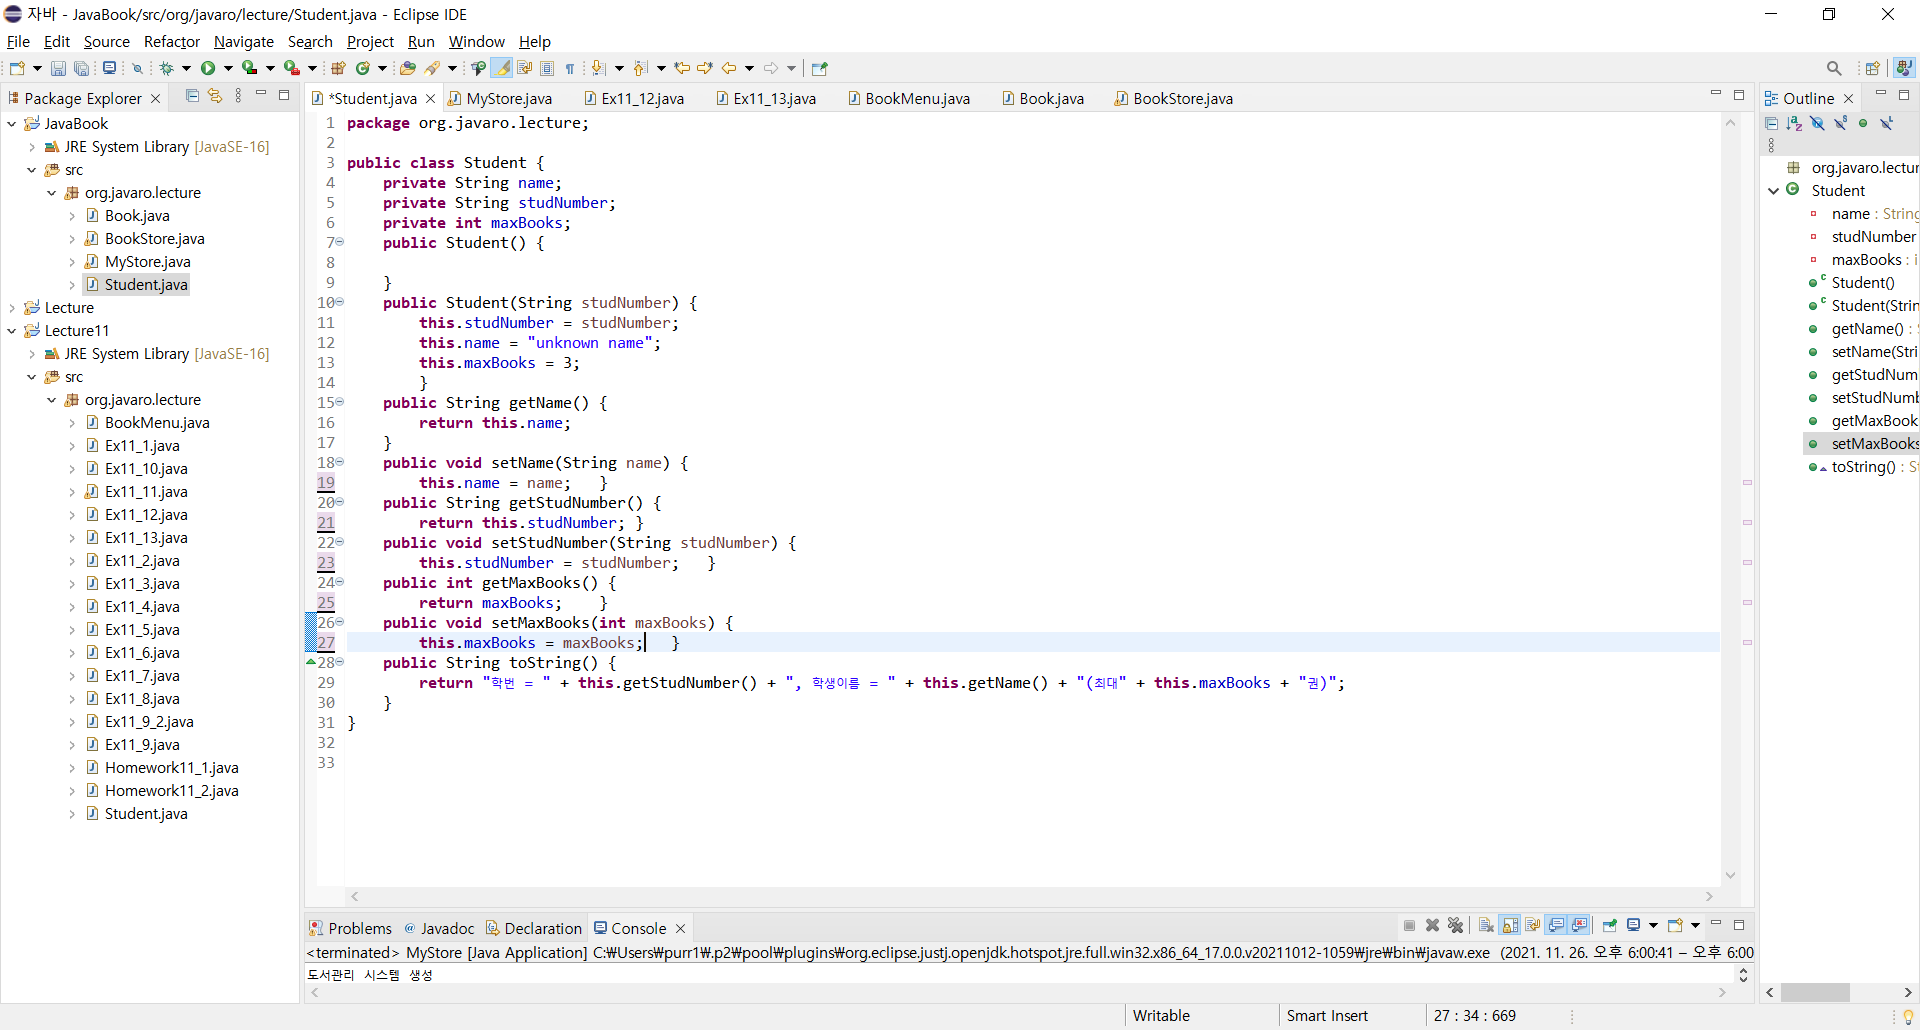 자바 - JavaBook/src/org/javaro/lecture/Student.java - Eclipse IDE
File Edit Source Refactor Navigate Search Project Run Window Help
Package Explorer
JavaBook
JRE System Library [JavaSE-16]
src
org.javaro.lecture
Book.java
BookStore.java
MyStore.java
Student.java
Lecture
Lecture11
JRE System Library [JavaSE-16]
src
org.javaro.lecture
BookMenu.java
Ex11_1.java
Ex11_10.java
Ex11_11.java
Ex11_12.java
Ex11_13.java
Ex11_2.java
Ex11_3.java
Ex11_4.java
Ex11_5.java
Ex11_6.java
Ex11_7.java
Ex11_8.java
Ex11_9_2.java
Ex11_9.java
Homework11_1.java
Homework11_2.java
Student.java
*Student.java MyStore.java Ex11_12.java Ex11_13.java BookMenu.java Book.java BookStore.java
1 package org.javaro.lecture;
2
3 public class Student {
4 private String name;
5 private String studNumber;
6 private int maxBooks;
7 public Student() {
8
9 }
10 public Student(String studNumber) {
11 this.studNumber = studNumber;
12 this.name = "unknown name";
13 this.maxBooks = 3;
14 }
15 public String getName() {
16 return this.name;
17 }
18 public void setName(String name) {
19 this.name = name; }
20 public String getStudNumber() {
21 return this.studNumber; }
22 public void setStudNumber(String studNumber) {
23 this.studNumber = studNumber; }
24 public int getMaxBooks() {
25 return maxBooks; }
26 public void setMaxBooks(int maxBooks) {
27 this.maxBooks = maxBooks; }
28 public String toString() {
29 return "학번 = " + this.getStudNumber() + ", 학생이름 = " + this.getName() + "(최대" + this.maxBooks + "권)";
30 }
31 }
32
33
Outline
org.javaro.lectur
Student
name : String
studNumber
maxBooks : i
Student()
Student(Strin
getName() :
setName(Stri
getStudNum
setStudNumb
getMaxBook
setMaxBooks
toString() : S
Problems @ Javadoc Declaration Console
<terminated> MyStore [Java Application] C:₩Users₩purr1₩.p2₩pool₩plugins₩org.eclipse.justj.openjdk.hotspot.jre.full.win32.x86_64_17.0.0.v20211012-1059₩jre₩bin₩javaw.exe (2021. 11. 26. 오후 6:00:41 – 오후 6:00
도서관리 시스템 생성
Writable Smart Insert 27 : 34 : 669